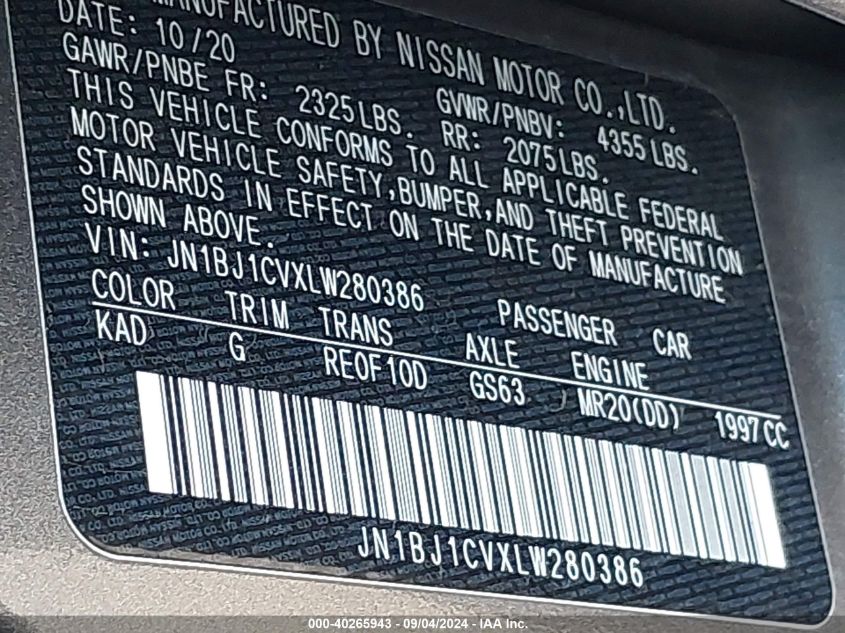 MANUFACTURED BY NISSAN MOTOR CO.,LTD.
DATE: 10/20 GVWR/PNBV: 4355 LBS.
GAWR/PNBE FR: 2325LBS. RR: 2075LBS.
THIS VEHICLE CONFORMS TO ALL APPLICABLE FEDERAL
MOTOR VEHICLE SAFETY,BUMPER,AND THEFT PREVENTION
STANDARDS IN EFFECT ON THE DATE OF MANUFACTURE
SHOWN ABOVE.
VIN: JN1BJ1CVXLW280386 PASSENGER CAR
COLOR TRIM TRANS AXLE ENGINE
KAD G REOF10D GS63 MR20(DD) 1997CC
JN1BJ1CVXLW280386
000-40265943 - 09/04/2024 - IAA Inc.